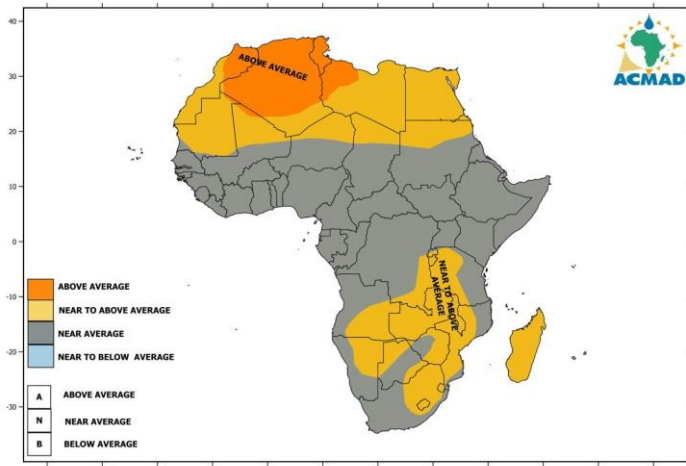 40
30
20
10
0
-10
-20
-30
ABOVE AVERAGE
ACMAD
NEAR TO ABOVE
AVERAGE
ABOVE AVERAGE
NEAR TO ABOVE AVERAGE
NEAR AVERAGE
NEAR TO BELOW AVERAGE
A ABOVE AVERAGE
N NEAR AVERAGE
B BELOW AVERAGE